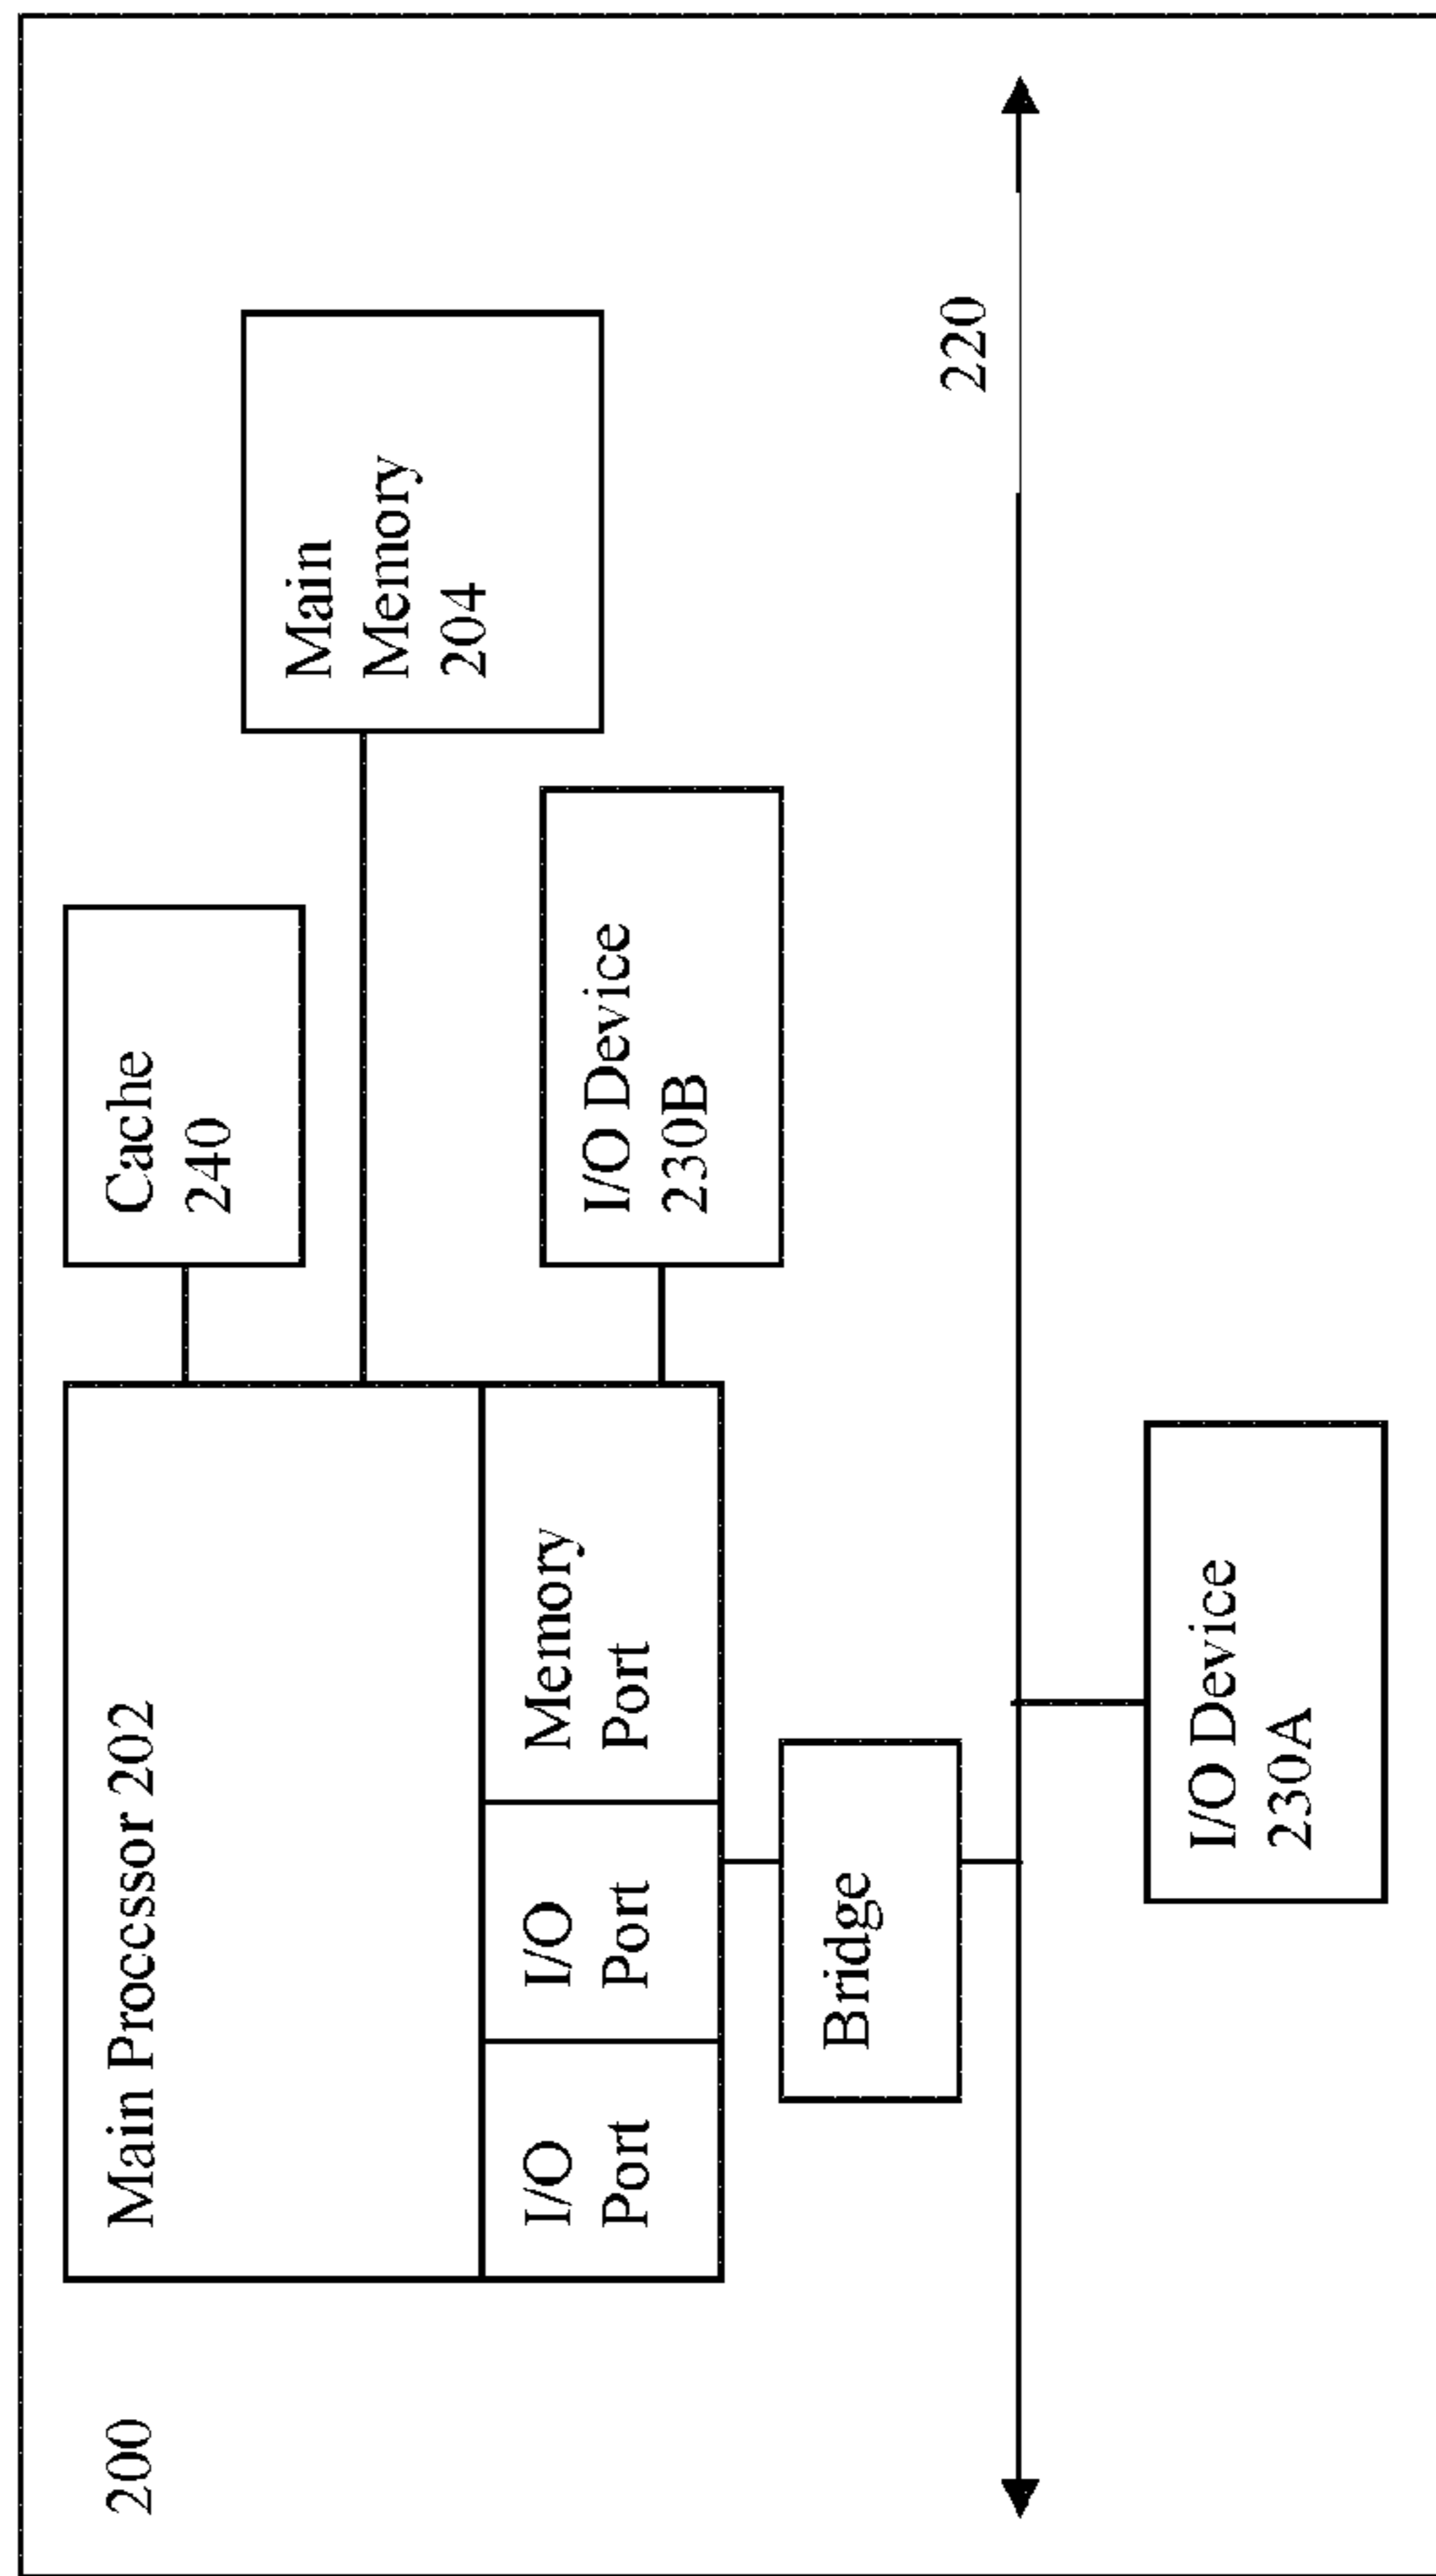 200
Main Processor 202
Cache
240
Main
Memory
204
I/O
Port
I/O
Port
Memory
Port
I/O Device
230B
Bridge
220
I/O Device
230A